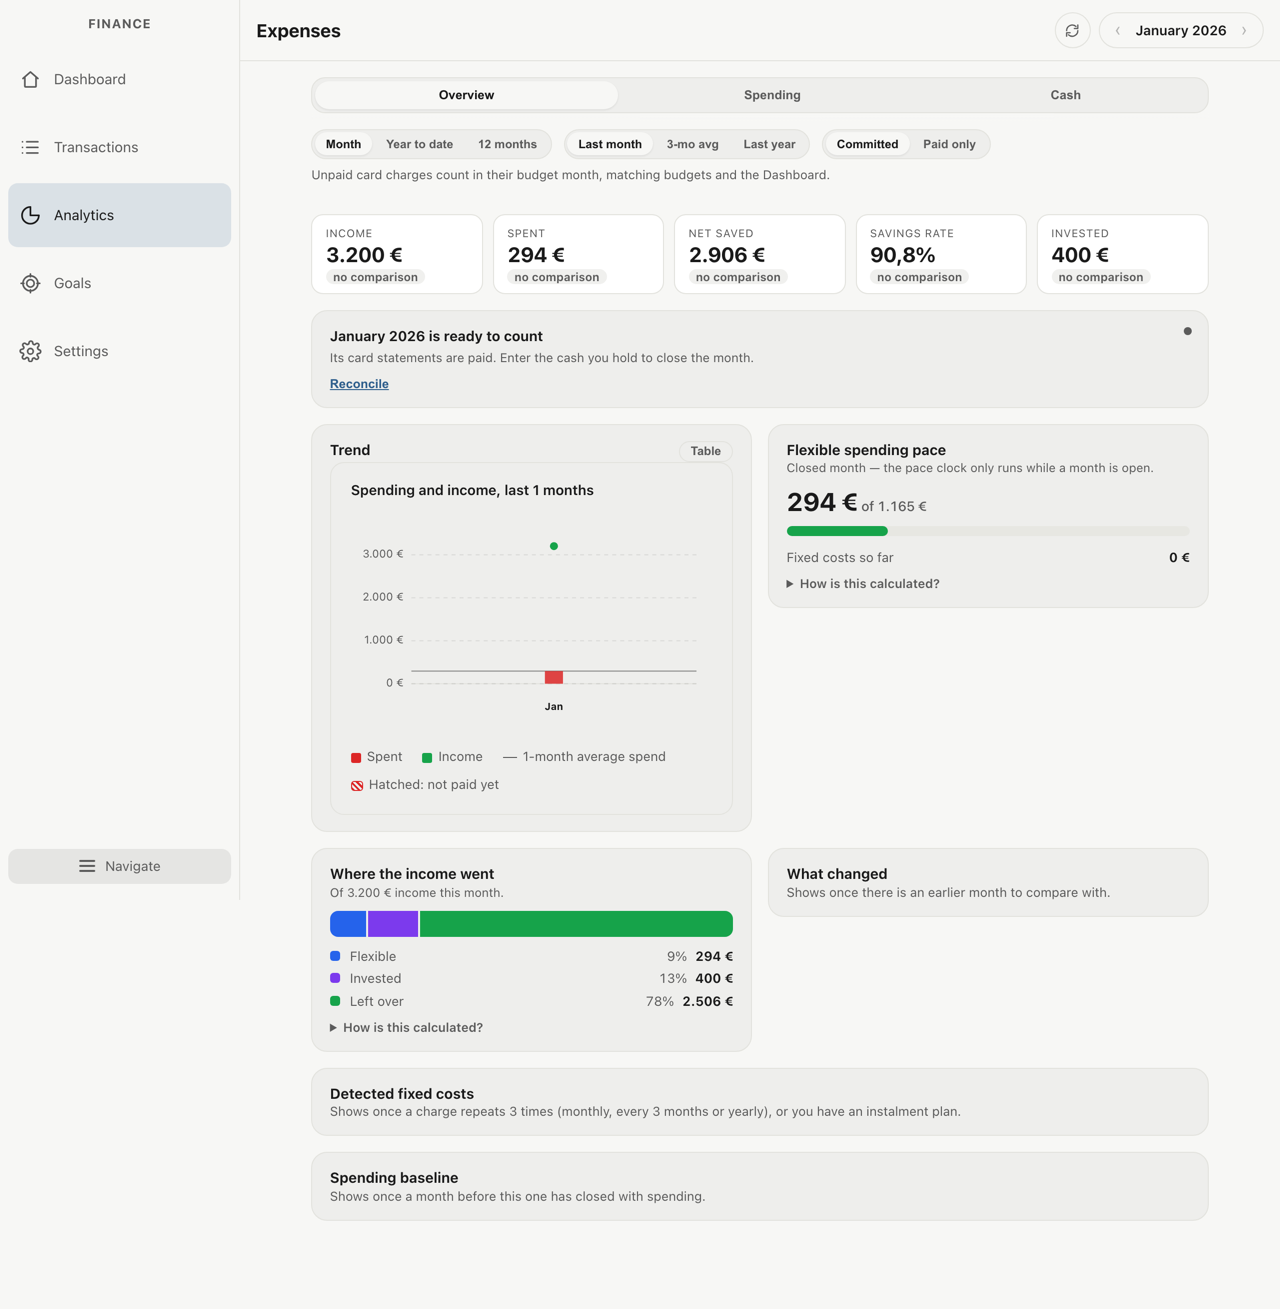 FINANCE
Dashboard
Transactions
Analytics
Goals
Settings
Navigate
Expenses
January 2026
Overview
Spending
Cash
Month
Year to date
12 months
Last month
3-mo avg
Last year
Committed
Paid only
Unpaid card charges count in their budget month, matching budgets and the Dashboard.
INCOME
3.200 €
no comparison
SPENT
294 €
no comparison
NET SAVED
2.906 €
no comparison
SAVINGS RATE
90,8%
no comparison
INVESTED
400 €
no comparison
January 2026 is ready to count
Its card statements are paid. Enter the cash you hold to close the month.
Reconcile
Trend
Table
Spending and income, last 1 months
3.000 €
2.000 €
1.000 €
0 €
Jan
Spent
Income
1-month average spend
Hatched: not paid yet
Flexible spending pace
Closed month — the pace clock only runs while a month is open.
294 € of 1.165 €
Fixed costs so far 0 €
How is this calculated?
Where the income went
Of 3.200 € income this month.
Flexible 9% 294 €
Invested 13% 400 €
Left over 78% 2.506 €
How is this calculated?
What changed
Shows once there is an earlier month to compare with.
Detected fixed costs
Shows once a charge repeats 3 times (monthly, every 3 months or yearly), or you have an instalment plan.
Spending baseline
Shows once a month before this one has closed with spending.